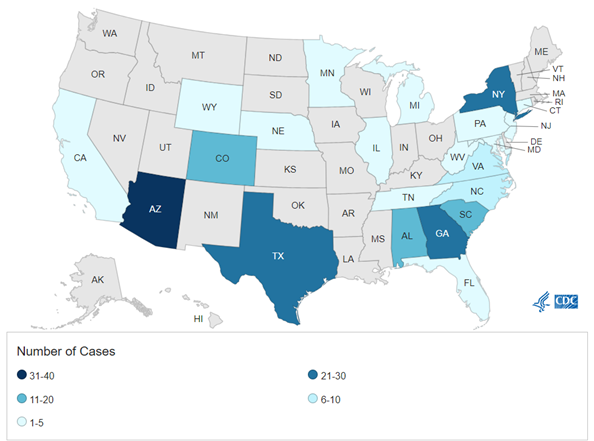 WA
MT
ND
MN
ME
VT
NH
OR
ID
SD
WI
MI
NY
MA
RI
CT
WY
NE
IA
PA
NJ
NV
UT
CO
IL
IN
OH
DE
MD
CA
KS
MO
KY
WV
VA
AZ
NM
OK
AR
TN
NC
TX
LA
MS
AL
GA
SC
FL
AK
HI
CDC
Number of Cases
31-40 21-30
11-20 6-10
1-5